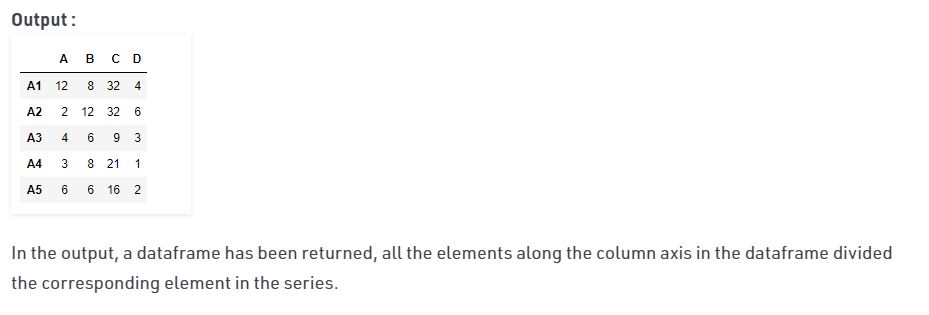 Output :
A B C D
A1 12 8 32 4
A2 2 12 32 6
A3 4 6 9 3
A4 3 8 21 1
A5 6 6 16 2
In the output, a dataframe has been returned, all the elements along the column axis in the dataframe divided
the corresponding element in the series.